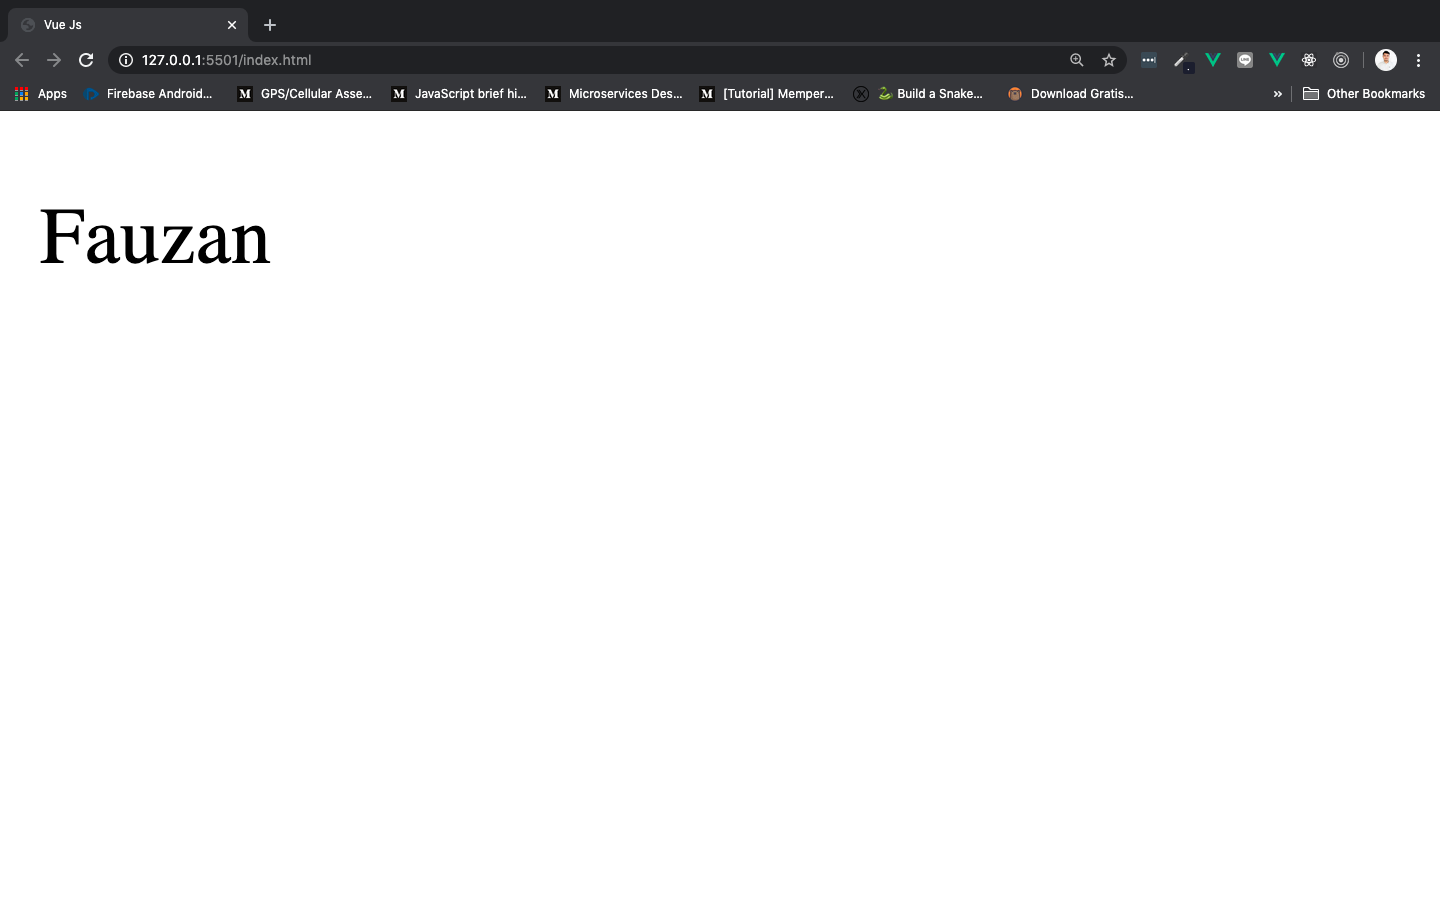 Vue Js
127.0.0.1:5501/index.html
Apps
Firebase Android...
GPS/Cellular Asse...
JavaScript brief hi...
Microservices Des...
[Tutorial] Memper...
🐍 Build a Snake...
Download Gratis...
»
Other Bookmarks
Fauzan